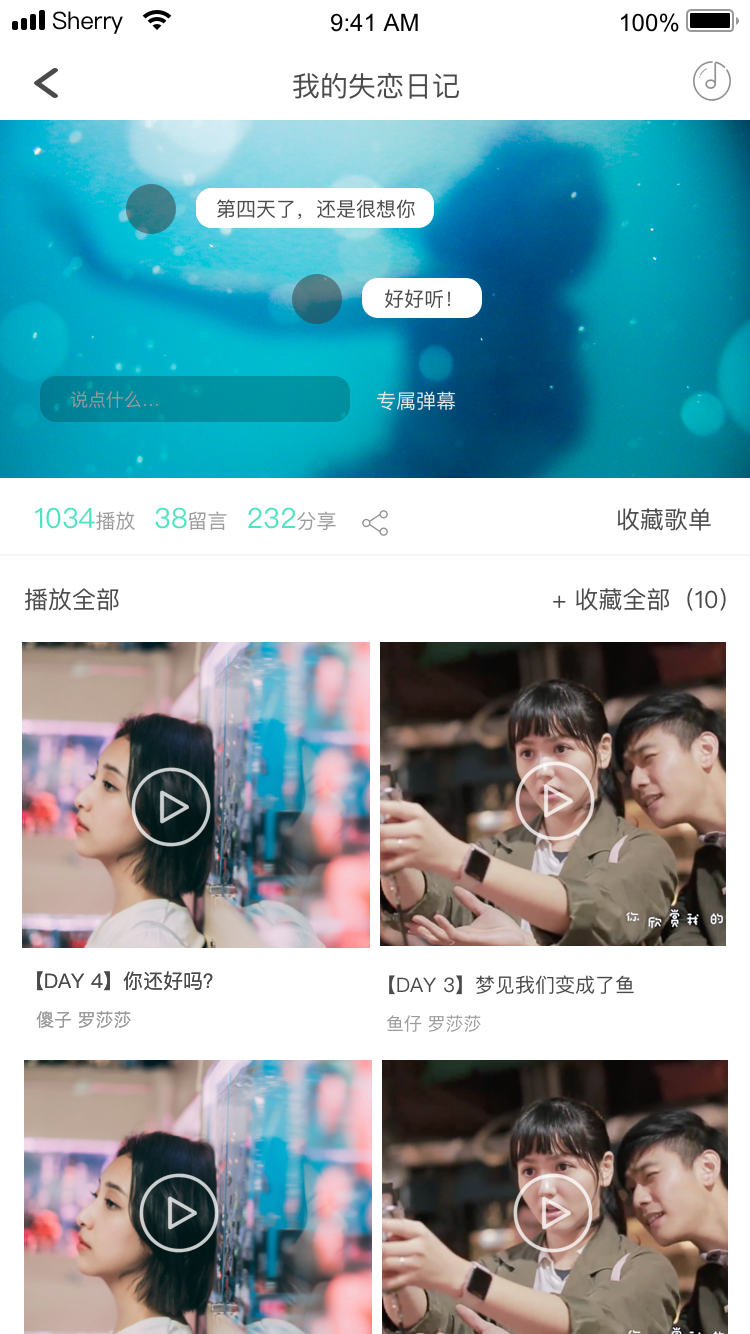 Sherry 9:41 AM 100%
我的失恋日记
第四天了，还是很想你
好好听！
说点什么... 专属弹幕
1034播放 38留言 232分享 收藏歌单
播放全部 + 收藏全部（10）
你欣赏我的
【DAY 4】你还好吗？ 【DAY 3】梦见我们变成了鱼
傻子 罗莎莎 鱼仔 罗莎莎